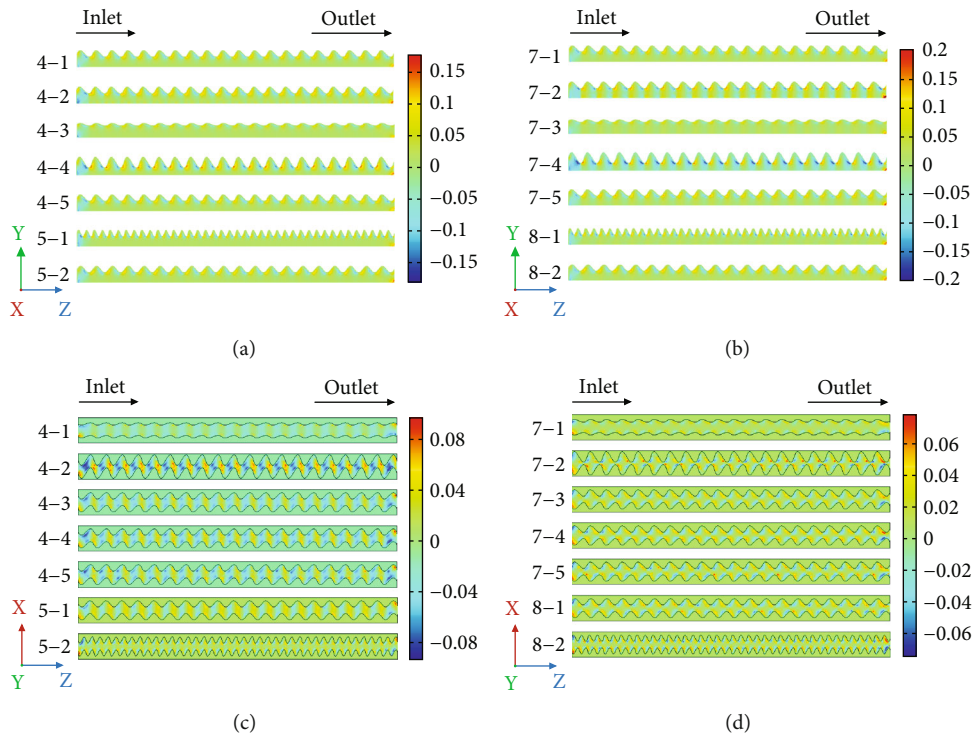 Inlet
Outlet
4−1
4−2
4−3
4−4
4−5
5−1
5−2
Y
X
Z
0.15
0.10
0.05
0
−0.05
−0.10
−0.15
(a)
Inlet
Outlet
7−1
7−2
7−3
7−4
7−5
8−1
8−2
Y
X
Z
0.2
0.15
0.1
0.05
0
−0.05
−0.1
−0.15
−0.2
(b)
Inlet
Outlet
4−1
4−2
4−3
4−4
4−5
5−1
5−2
X
Y
Z
0.08
0.04
0
−0.04
−0.08
(c)
Inlet
Outlet
7−1
7−2
7−3
7−4
7−5
8−1
8−2
X
Y
Z
0.06
0.04
0.02
0
−0.02
−0.04
−0.06
(d)